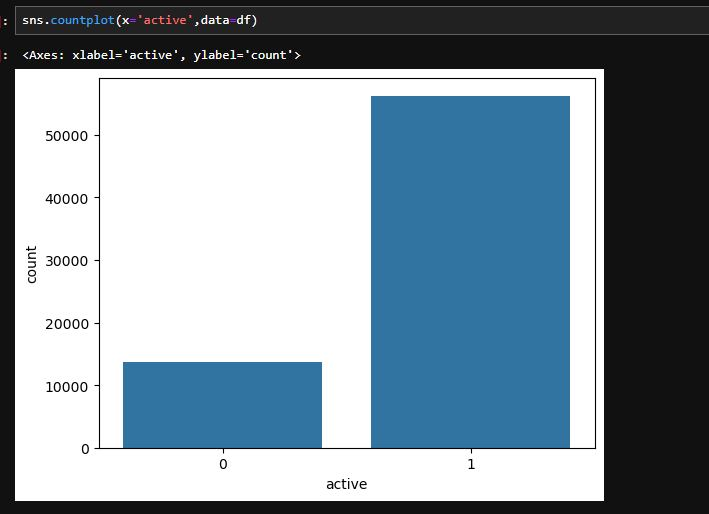 : sns.countplot(x='active',data=df)
: <Axes: xlabel='active', ylabel='count'>
50000
40000
30000
20000
10000
0
count
0 1
active